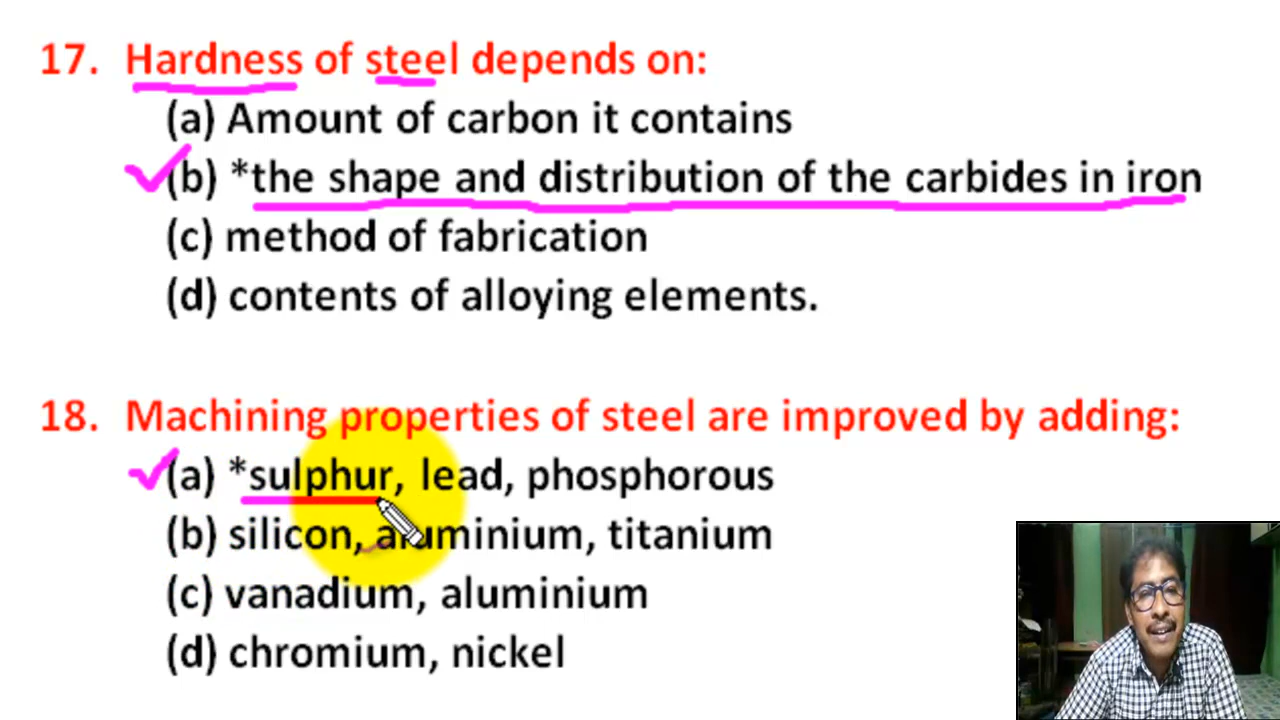 17. Hardness of steel depends on:
(a) Amount of carbon it contains
(b) *the shape and distribution of the carbides in iron
(c) method of fabrication
(d) contents of alloying elements.
18. Machining properties of steel are improved by adding:
(a) *sulphur, lead, phosphorous
(b) silicon, aluminium, titanium
(c) vanadium, aluminium
(d) chromium, nickel